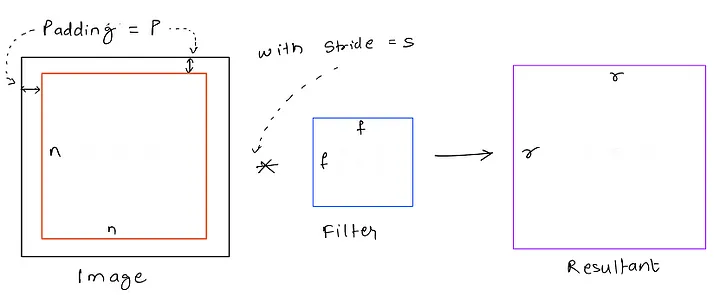 Padding = P
with Stride = s
n
n
Image
f
f
Filter
r
r
Resultant